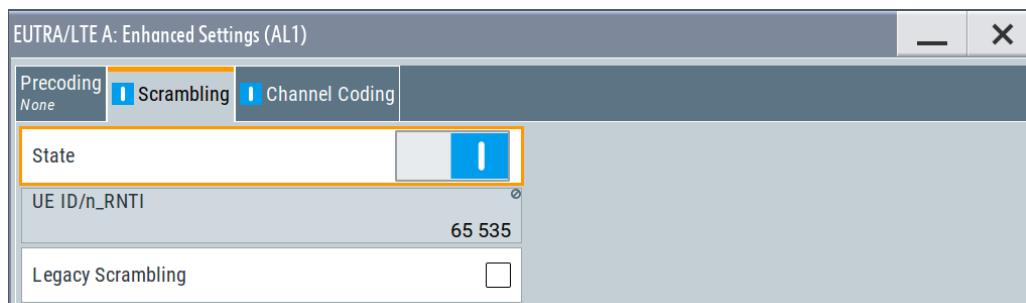 EUTRA/LTE A: Enhanced Settings (AL1)
Precoding
None
Scrambling
Channel Coding
State
UE ID/n_RNTI
65 535
Legacy Scrambling